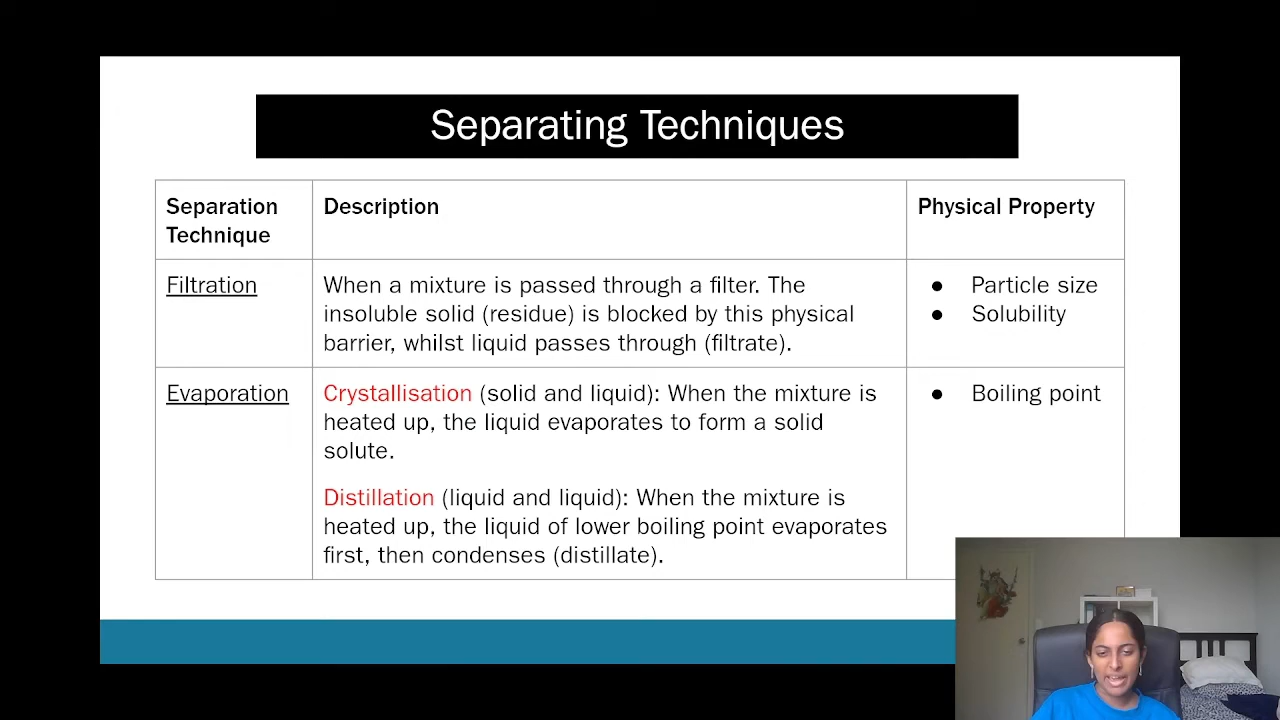 Separating Techniques
Separation
Technique
Description
Physical Property
Filtration
When a mixture is passed through a filter. The
insoluble solid (residue) is blocked by this physical
barrier, whilst liquid passes through (filtrate).
● Particle size
● Solubility
Evaporation
Crystallisation (solid and liquid): When the mixture is
heated up, the liquid evaporates to form a solid
solute.
Distillation (liquid and liquid): When the mixture is
heated up, the liquid of lower boiling point evaporates
first, then condenses (distillate).
● Boiling point